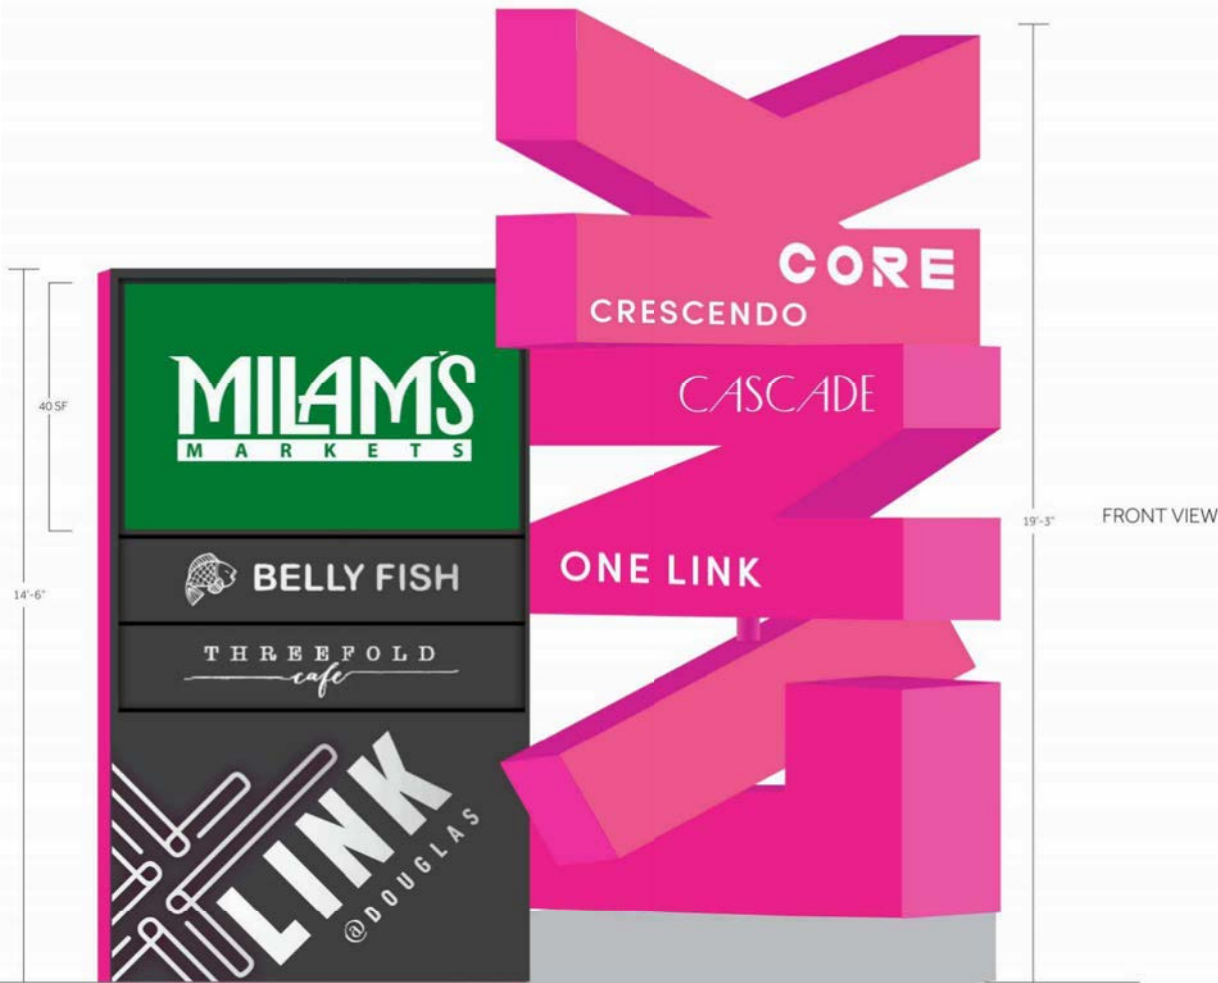 CORE
CRESCENDO
CASCADE
ONE LINK
MILAM'S
MARKETS
BELLY FISH
THREEFOLD
cafe
LINK
@DOUGLAS
40 SF
14'-6"
19'-3"
FRONT VIEW